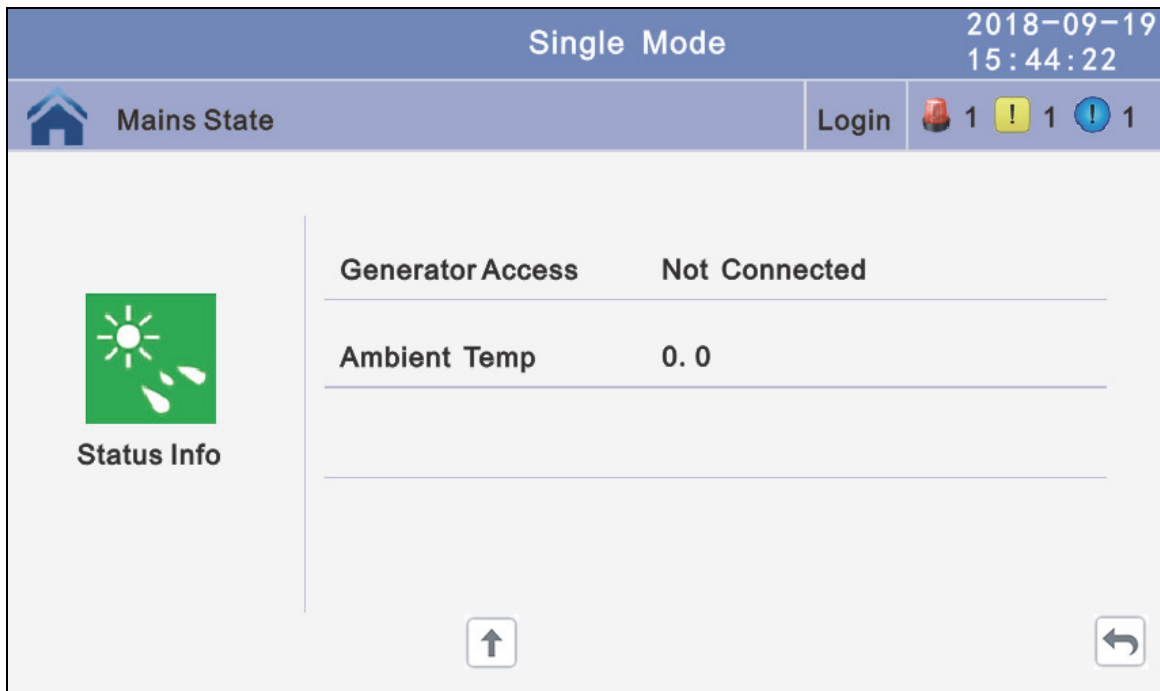 Single Mode
2018-09-19
15:44:22
Mains State
Login
1 ! 1 ! 1
Generator Access Not Connected
Ambient Temp 0. 0
Status Info